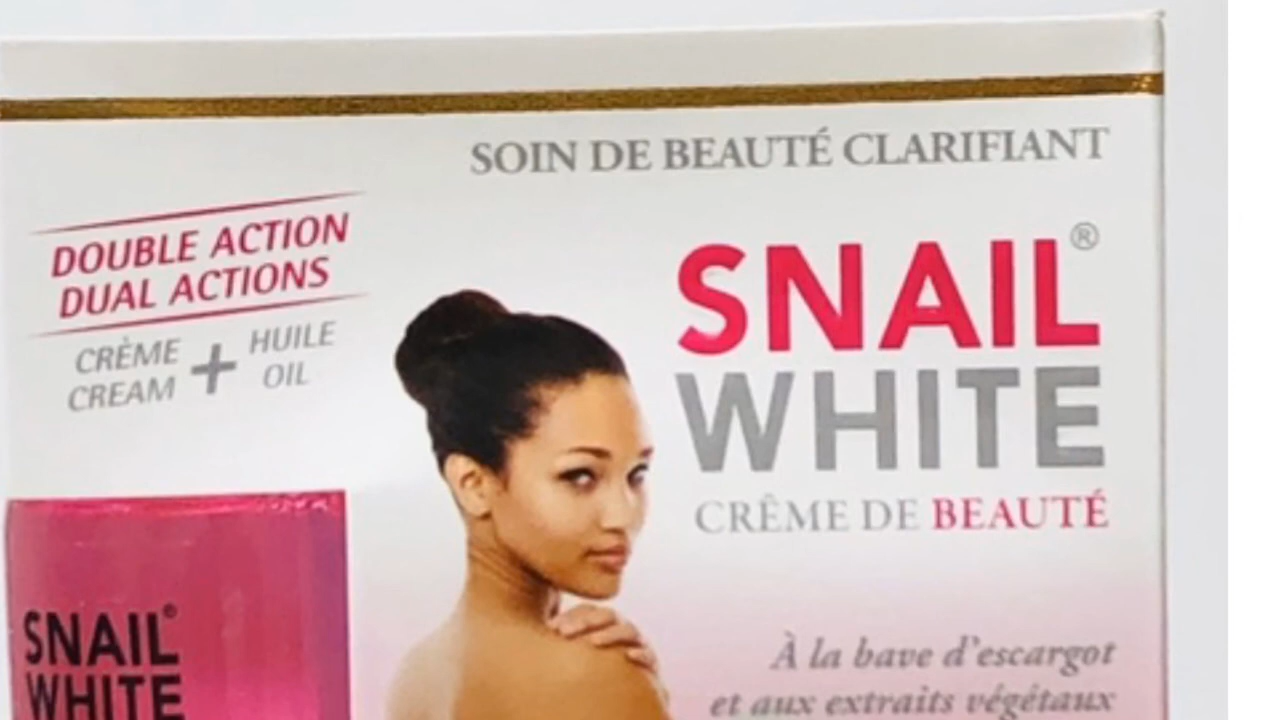 SOIN DE BEAUTÉ CLARIFIANT
DOUBLE ACTION
DUAL ACTIONS
CRÈME + HUILE
CREAM OIL
SNAIL®
WHITE
CRÊME DE BEAUTÉ
À la bave d'escargot
et aux extraits végétaux
SNAIL®
WHITE